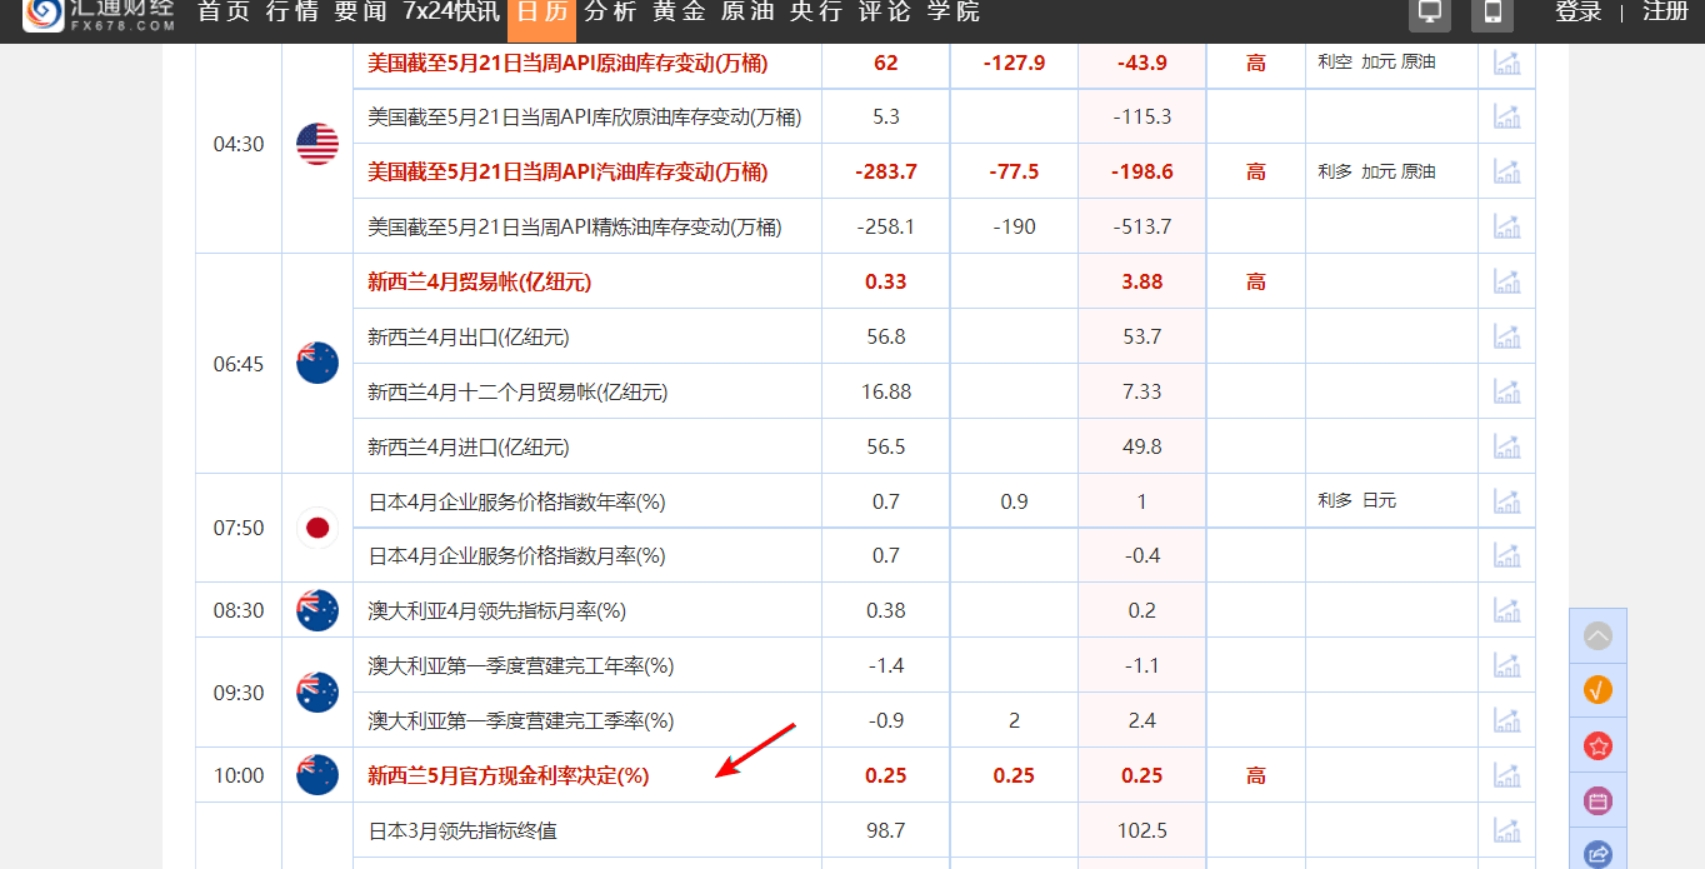 汇通财经
FX678.COM
首页 行情 要闻 7x24快讯 日历 分析 黄金 原油 央行 评论 学院 登录 | 注册
美国截至5月21日当周API原油库存变动(万桶) 62 -127.9 -43.9 高 利空 加元 原油
04:30
美国截至5月21日当周API库欣原油库存变动(万桶) 5.3 -115.3
美国截至5月21日当周API汽油库存变动(万桶) -283.7 -77.5 -198.6 高 利多 加元 原油
美国截至5月21日当周API精炼油库存变动(万桶) -258.1 -190 -513.7
06:45
新西兰4月贸易帐(亿纽元) 0.33 3.88 高
新西兰4月出口(亿纽元) 56.8 53.7
新西兰4月十二个月贸易帐(亿纽元) 16.88 7.33
新西兰4月进口(亿纽元) 56.5 49.8
07:50
日本4月企业服务价格指数年率(%) 0.7 0.9 1 利多 日元
日本4月企业服务价格指数月率(%) 0.7 -0.4
08:30 澳大利亚4月领先指标月率(%) 0.38 0.2
09:30
澳大利亚第一季度营建完工年率(%) -1.4 -1.1
澳大利亚第一季度营建完工季率(%) -0.9 2 2.4
10:00 新西兰5月官方现金利率决定(%) 0.25 0.25 0.25 高
日本3月领先指标终值 98.7 102.5